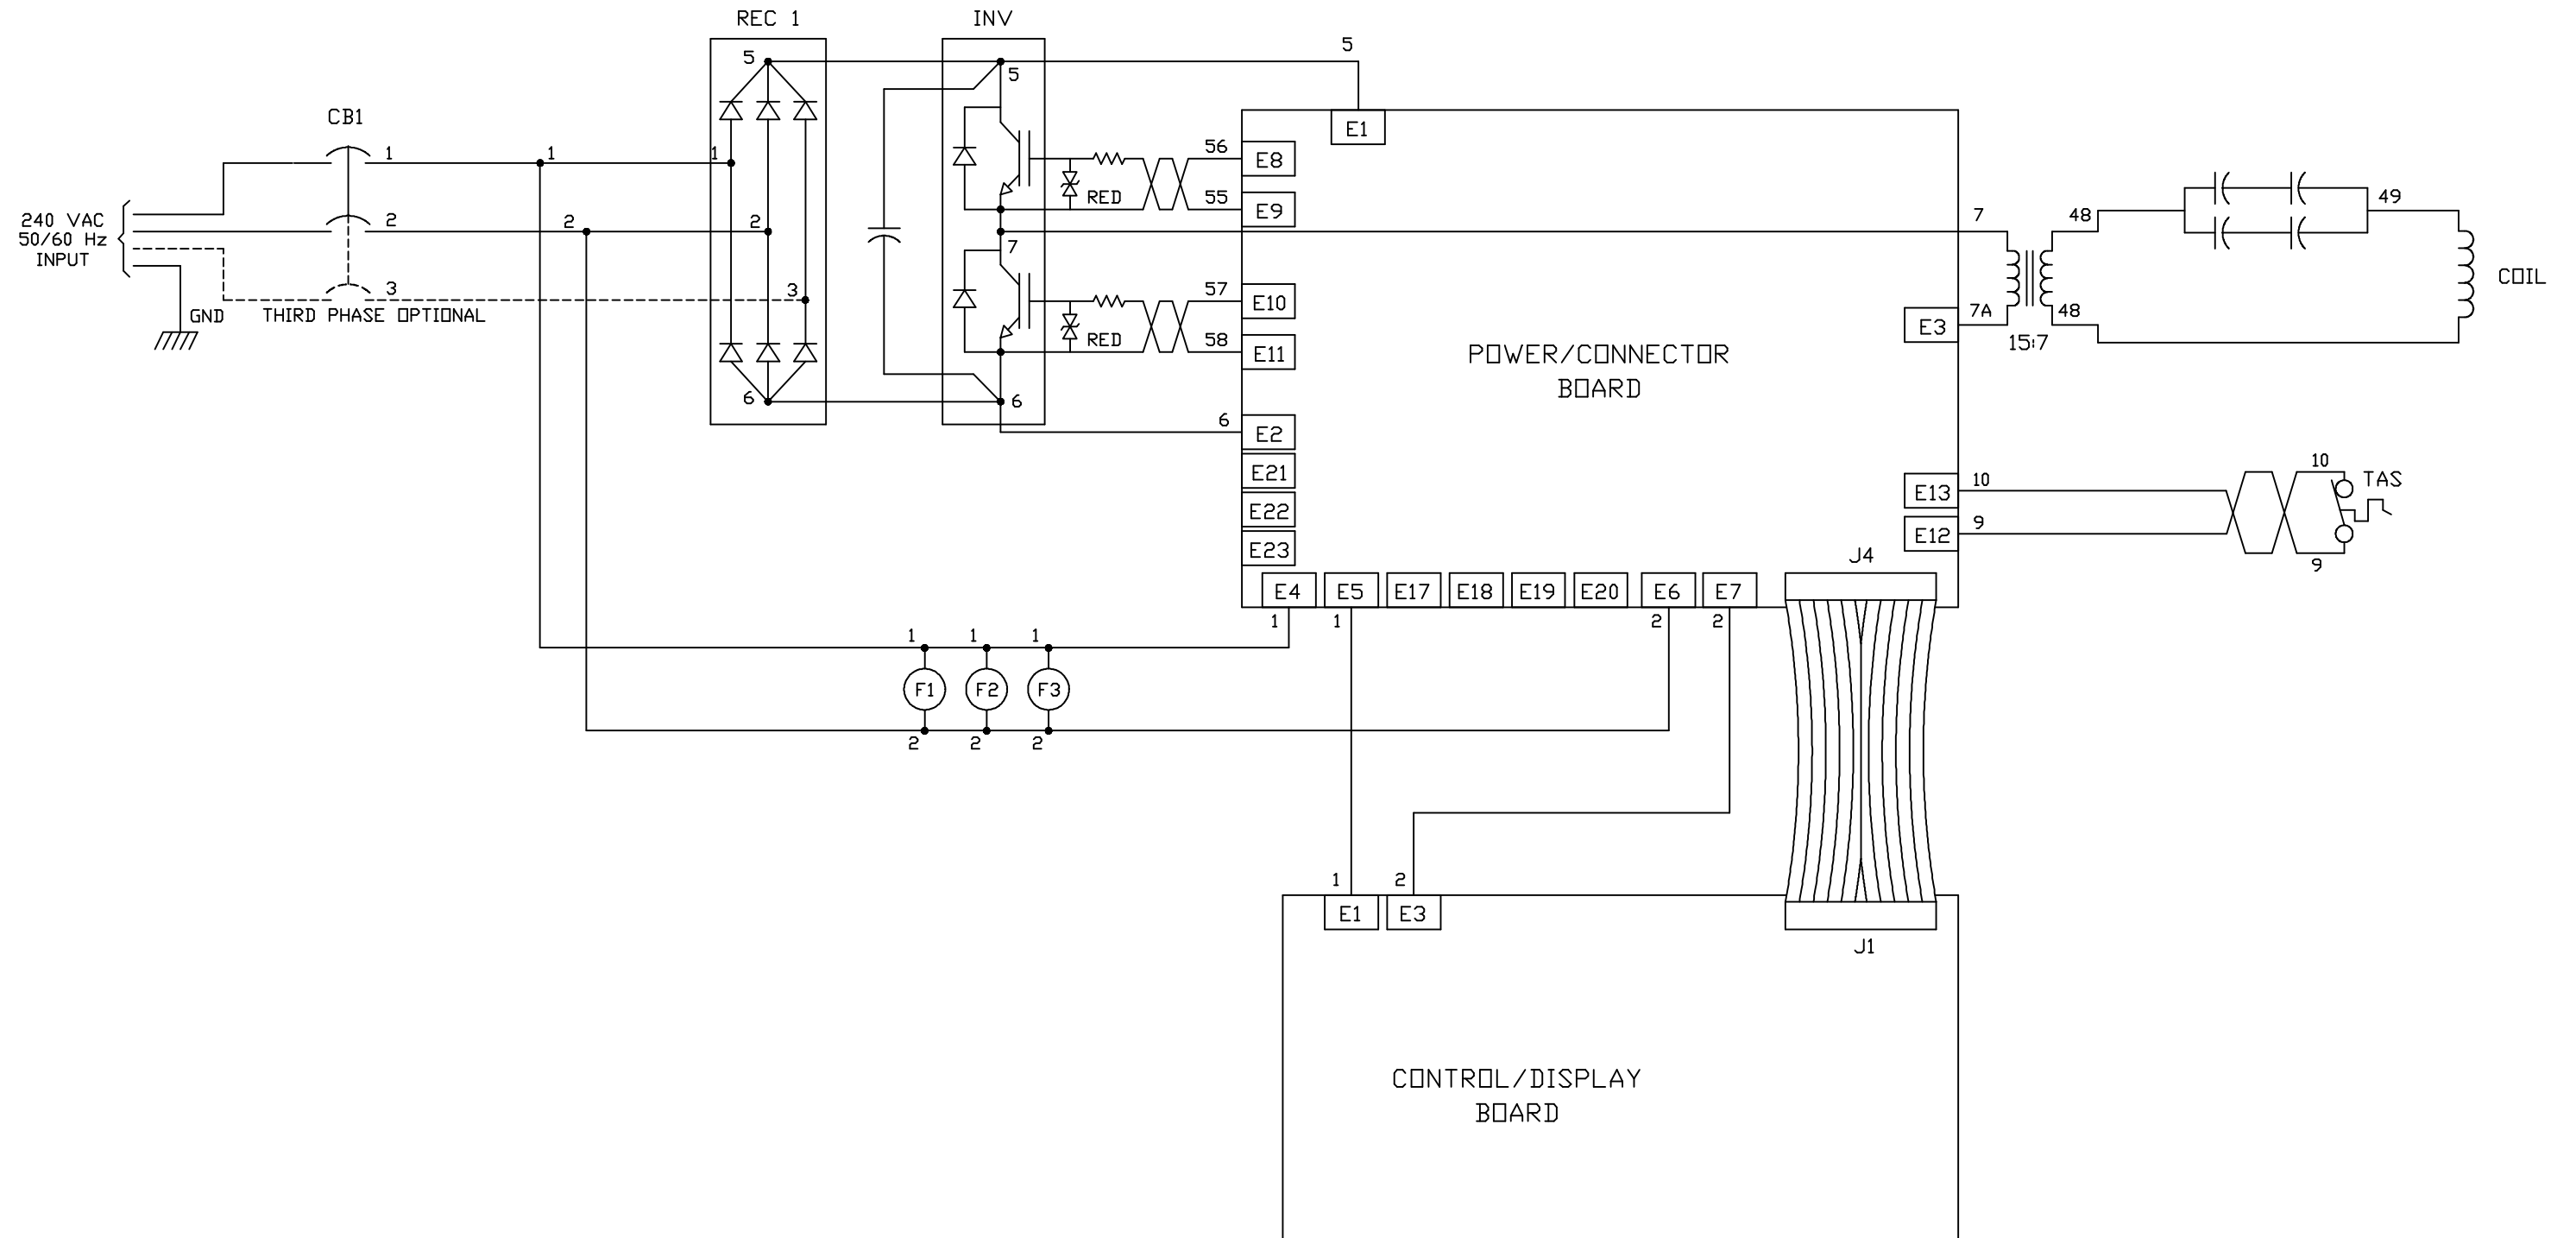 REC 1
INV
5
5
5
CB1
E1
1
1
1
56
E8
RED
55
E9
240 VAC
50/60 Hz
INPUT
2
2
2
7
7
48
49
7A
48
15:7
COIL
3
3
GND
THIRD PHASE OPTIONAL
57
E10
RED
58
E11
E3
POWER/CONNECTOR
BOARD
6
6
6
E2
E21
E22
E23
10
E13
9
E12
10
TAS
9
J4
E4
E5
E17
E18
E19
E20
E6
E7
1
1
2
2
1
1
1
F1
F2
F3
2
2
2
1
2
E1
E3
J1
CONTROL/DISPLAY
BOARD